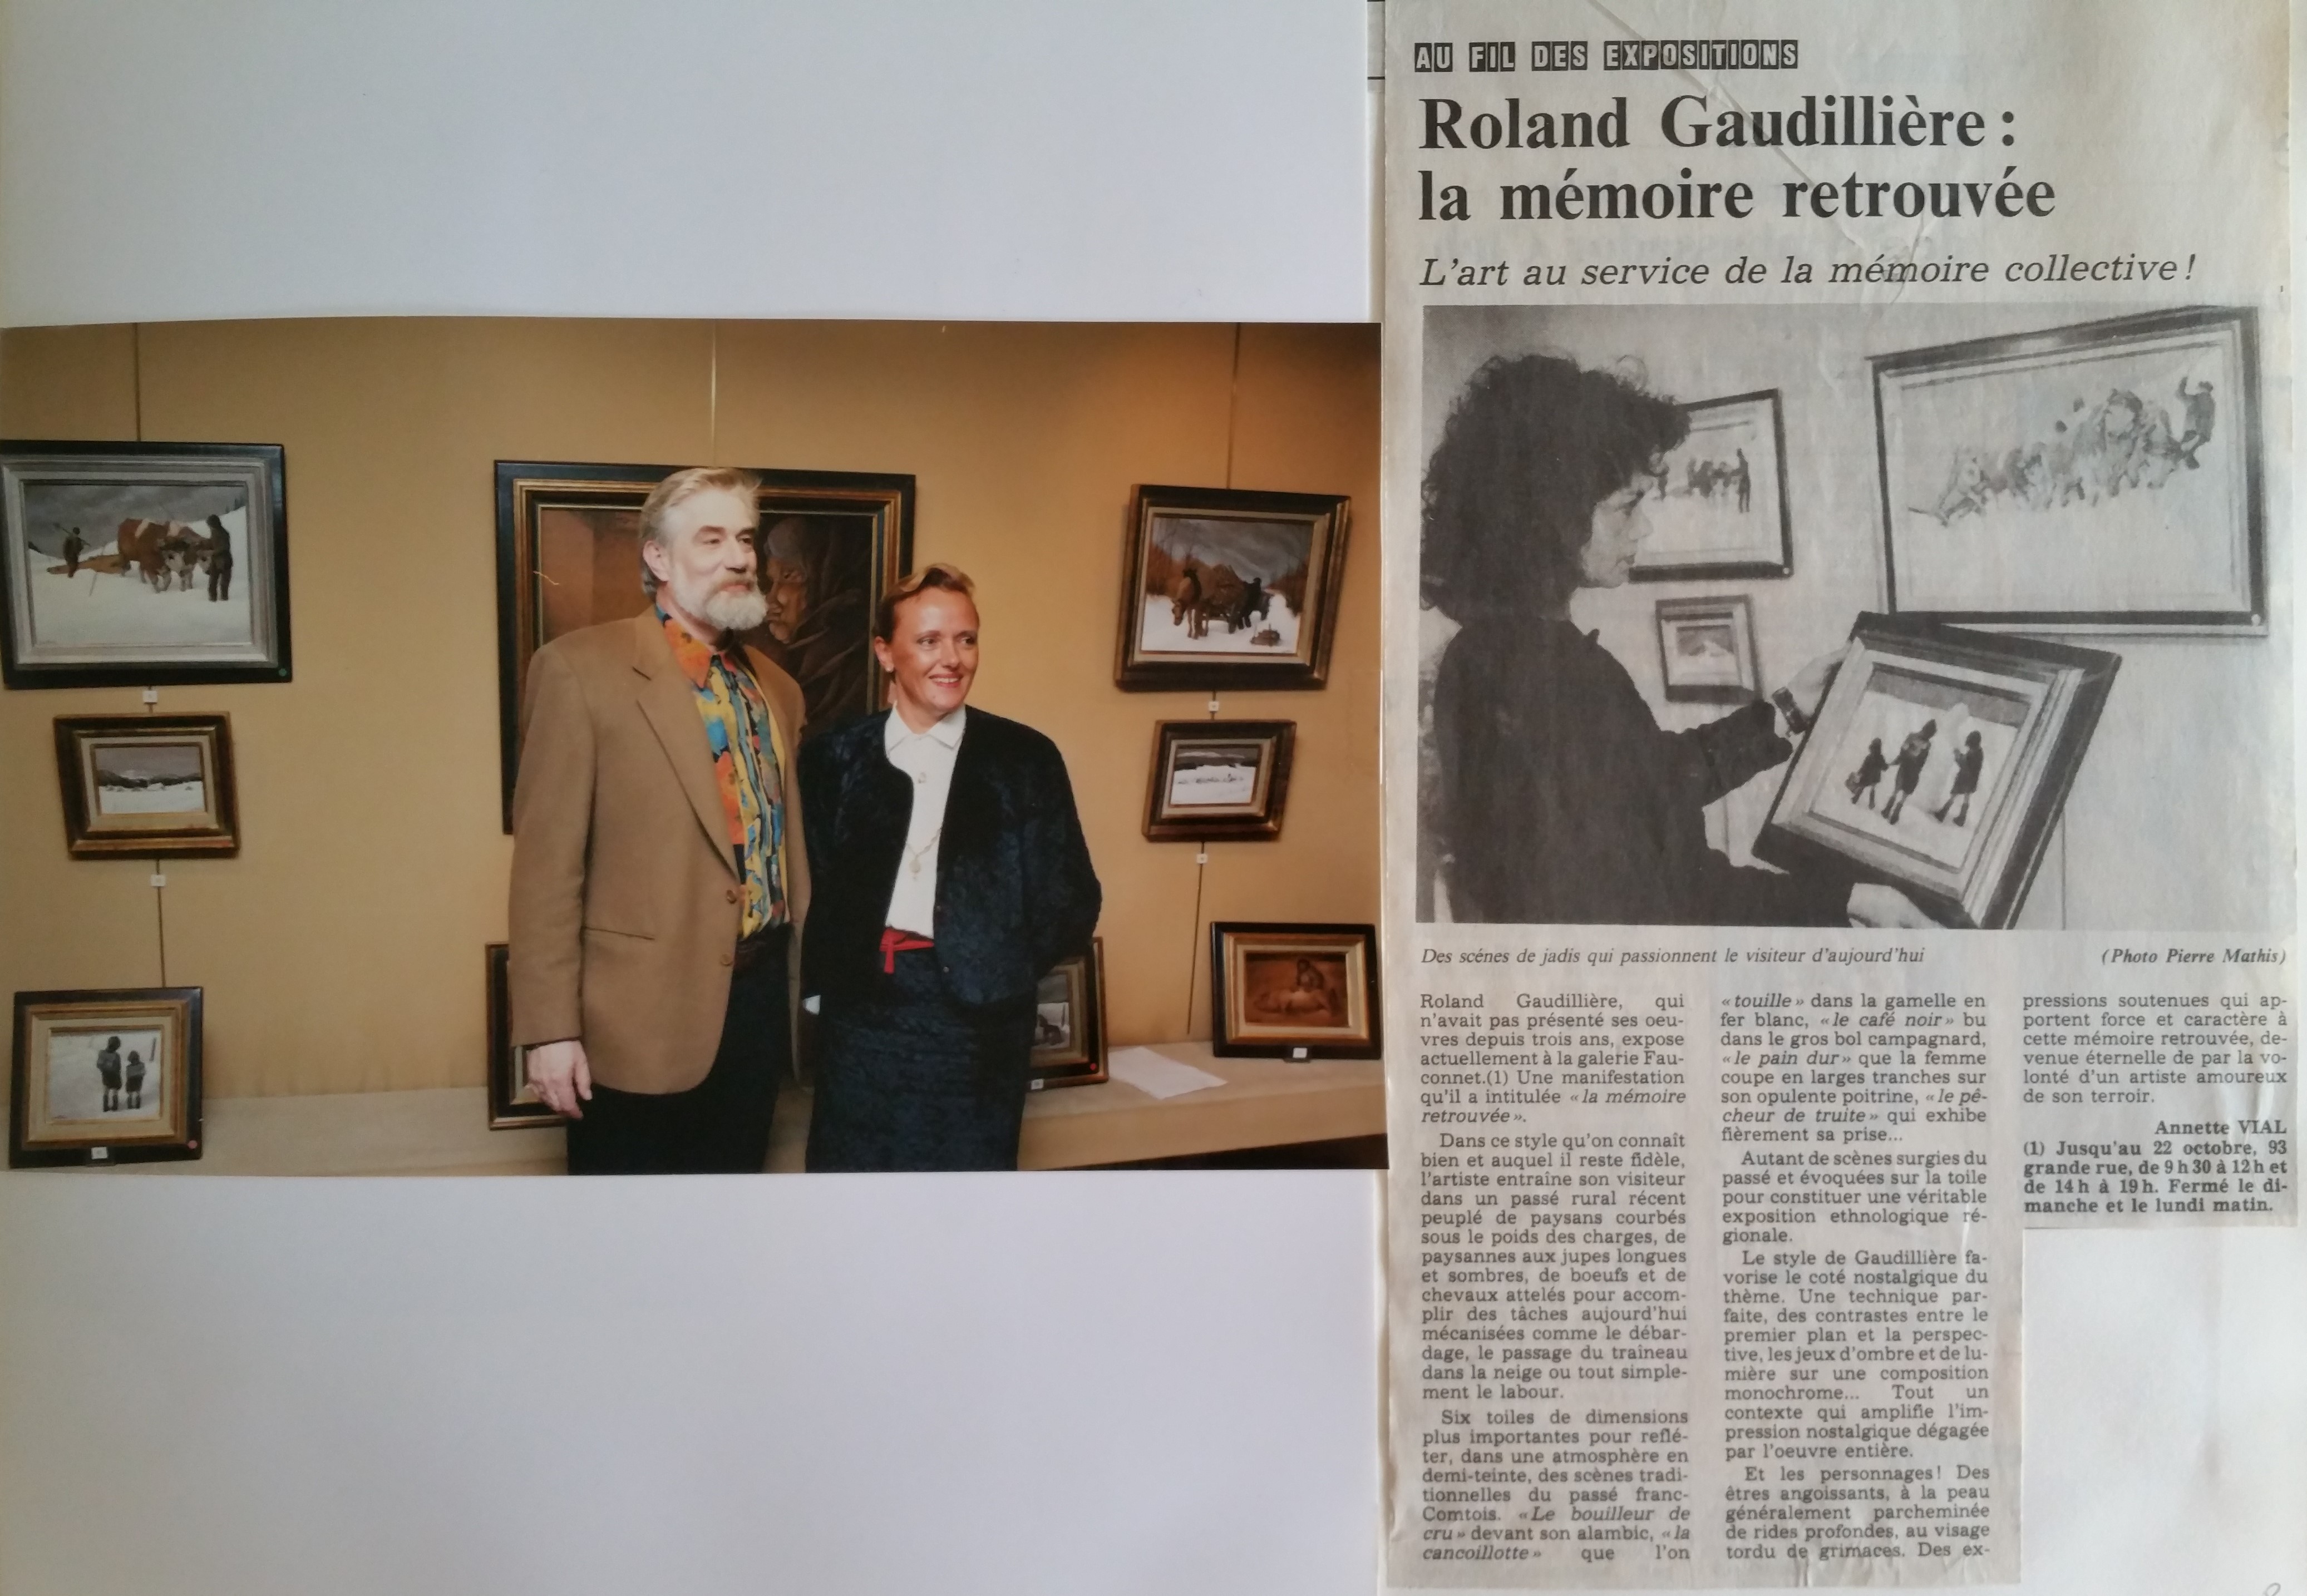 AU FIL DES EXPOSITIONS
Roland Gaudillière :
la mémoire retrouvée
L'art au service de la mémoire collective !
Des scénes de jadis qui passionnent le visiteur d'aujourd'hui
(Photo Pierre Mathis)
Roland Gaudillière, qui
n'avait pas présenté ses oeu-
vres depuis trois ans, expose
actuellement à la galerie Fau-
connet.(1) Une manifestation
qu'il a intitulée « la mémoire
retrouvée ».
Dans ce style qu'on connaît
bien et auquel il reste fidèle,
l'artiste entraîne son visiteur
dans un passé rural récent
peuplé de paysans courbés
sous le poids des charges, de
paysannes aux jupes longues
et sombres, de boeufs et de
chevaux attelés pour accom-
plir des tâches aujourd'hui
mécanisées comme le débar-
dage, le passage du traîneau
dans la neige ou tout simple-
ment le labour.
Six toiles de dimensions
plus importantes pour reflé-
ter, dans une atmosphère en
demi-teinte, des scènes tradi-
tionnelles du passé franc-
Comtois. « Le bouilleur de
cru » devant son alambic, « la
cancoillotte » que l'on
« touille » dans la gamelle en
fer blanc, « le café noir » bu
dans le gros bol campagnard,
« le pain dur » que la femme
coupe en larges tranches sur
son opulente poitrine, « le pê-
cheur de truite » qui exhibe
fièrement sa prise...
Autant de scènes surgies du
passé et évoquées sur la toile
pour constituer une véritable
exposition ethnologique ré-
gionale.
Le style de Gaudillière fa-
vorise le coté nostalgique du
thème. Une technique par-
faite, des contrastes entre le
premier plan et la perspec-
tive, les jeux d'ombre et de lu-
mière sur une composition
monochrome... Tout un
contexte qui amplifie l'im-
pression nostalgique dégagée
par l'oeuvre entière.
Et les personnages ! Des
êtres angoissants, à la peau
généralement parcheminée
de rides profondes, au visage
tordu de grimaces. Des ex-
pressions soutenues qui ap-
portent force et caractère à
cette mémoire retrouvée, de-
venue éternelle de par la vo-
lonté d'un artiste amoureux
de son terroir.
Annette VIAL
(1) Jusqu'au 22 octobre, 93
grande rue, de 9 h 30 à 12 h et
de 14 h à 19 h. Fermé le di-
manche et le lundi matin.